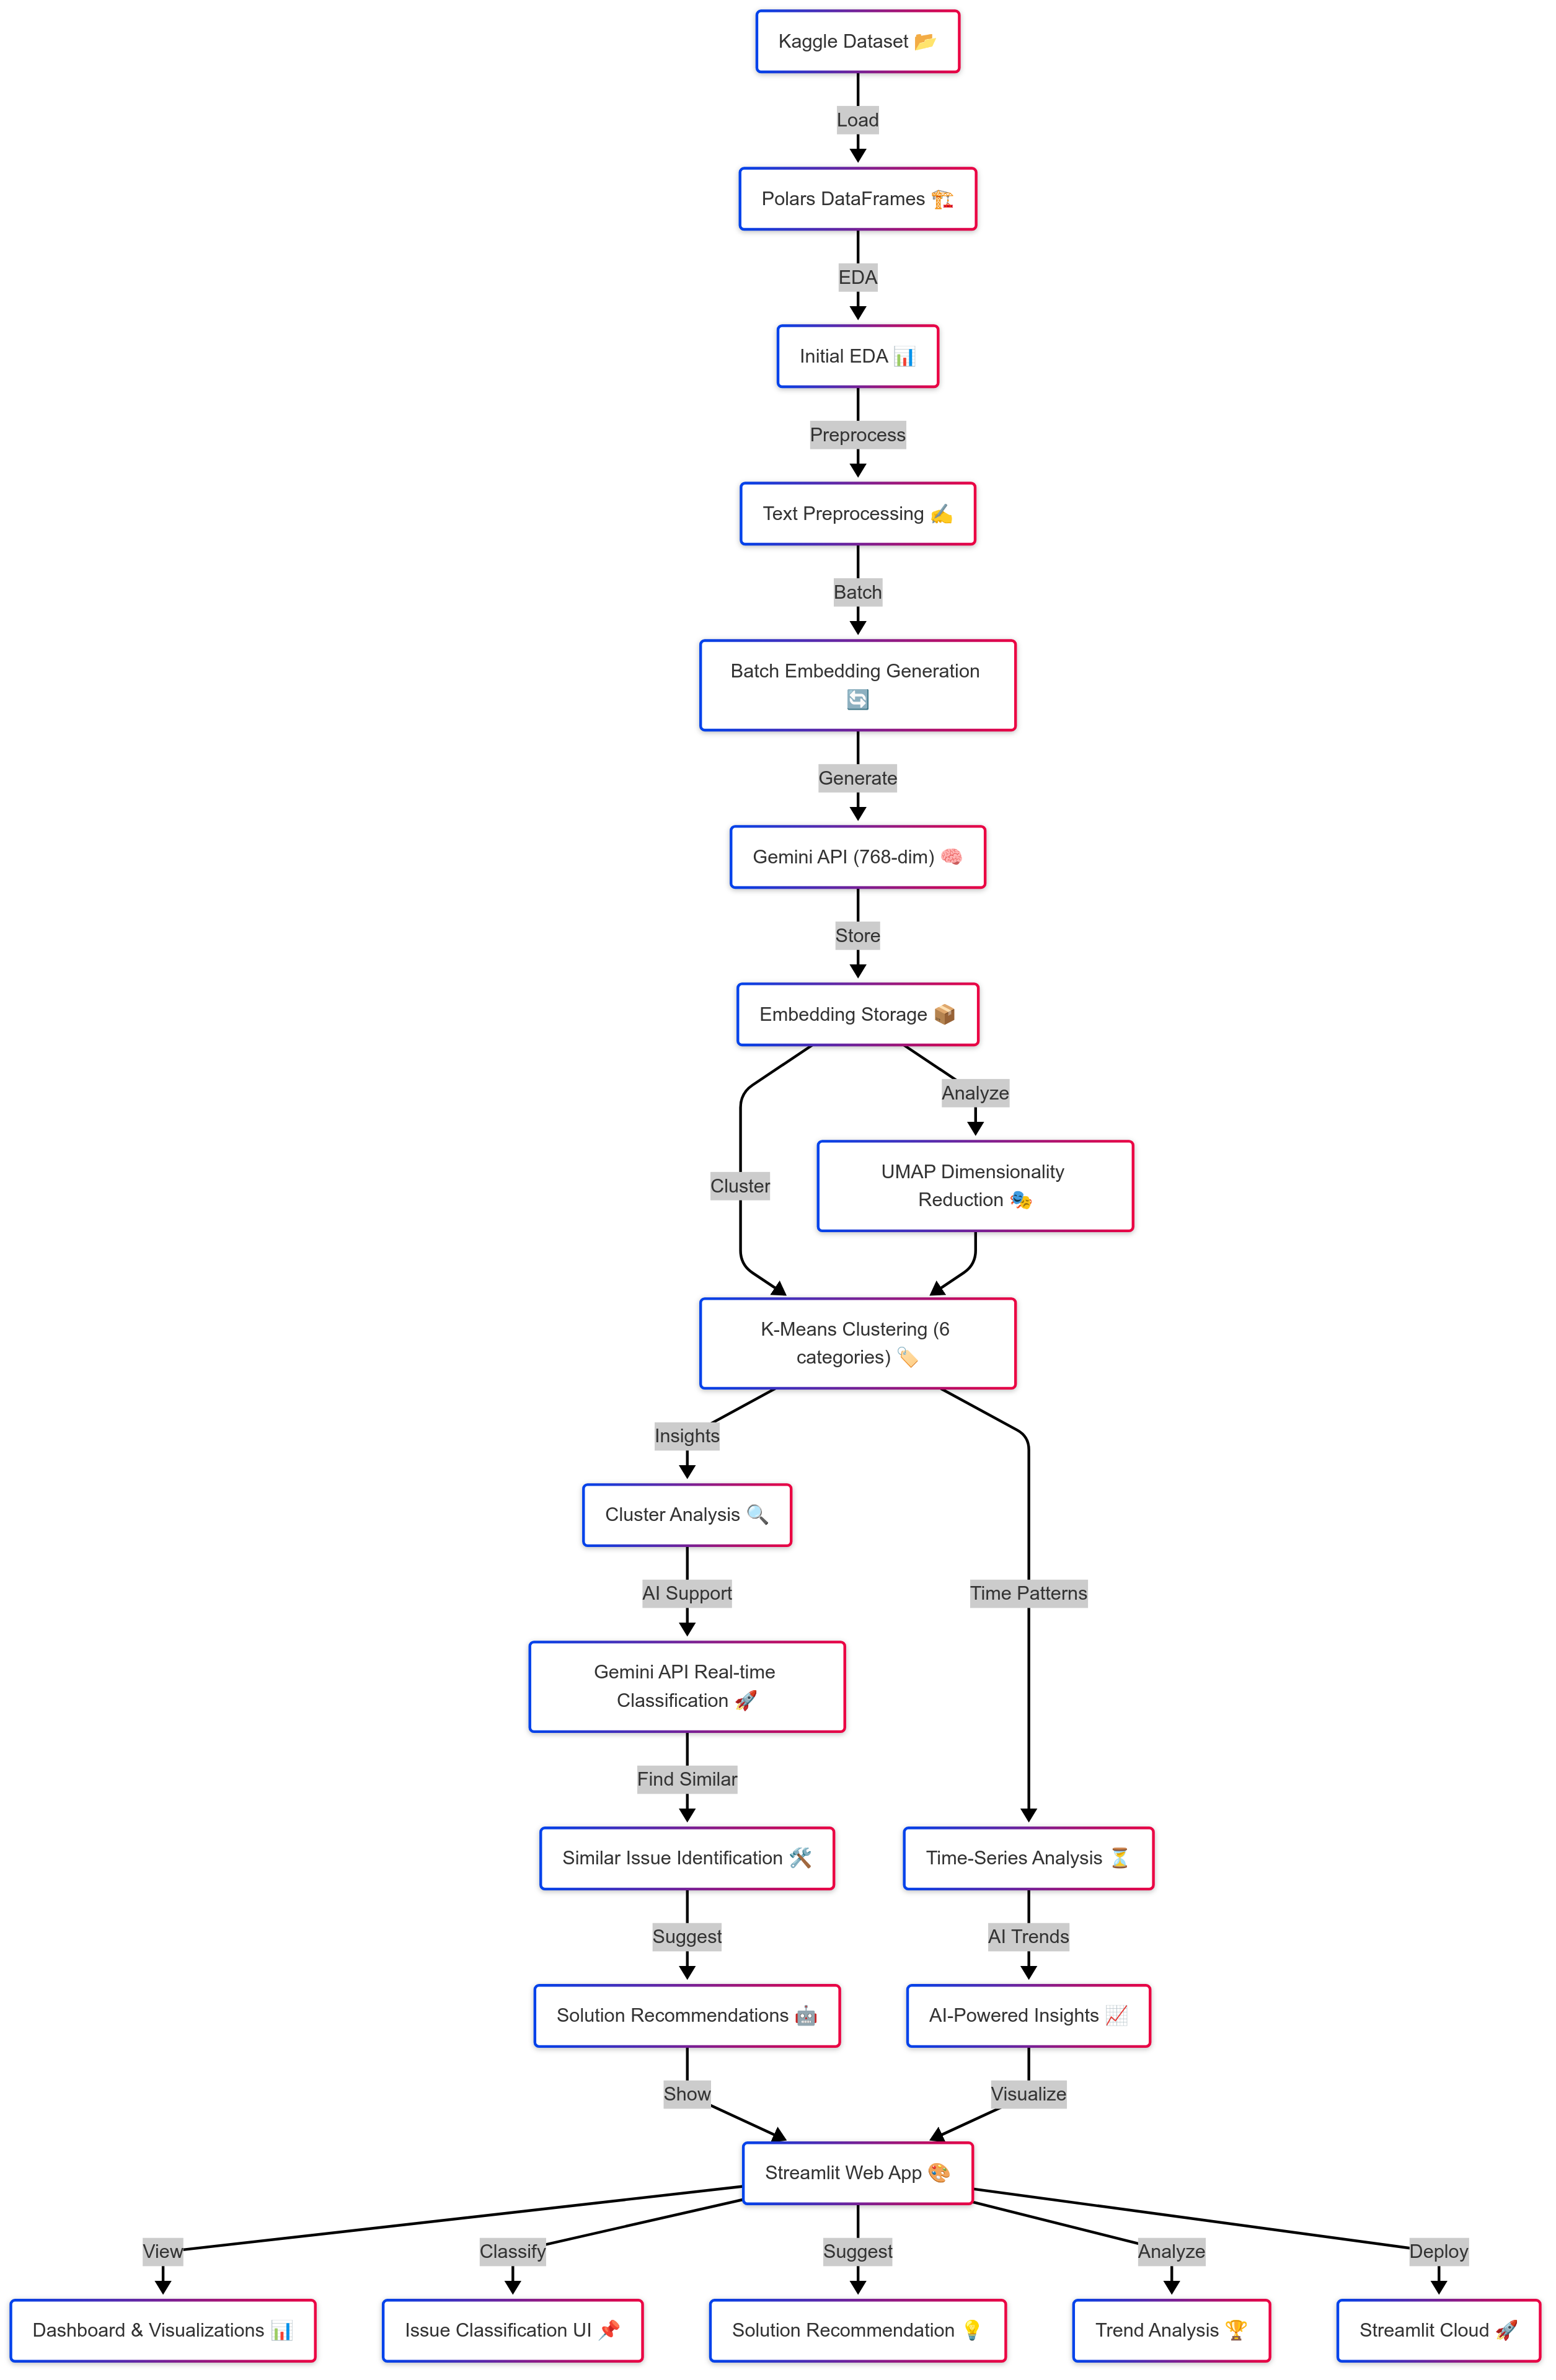 Kaggle Dataset 📂
Load
Polars DataFrames 🏗️
EDA
Initial EDA 📊
Preprocess
Text Preprocessing ✍️
Batch
Batch Embedding Generation
🔄
Generate
Gemini API (768-dim) 🧠
Store
Embedding Storage 📦
Analyze
UMAP Dimensionality
Reduction 🎭
Cluster
K-Means Clustering (6
categories) 🏷️
Insights
Cluster Analysis 🔍
AI Support
Time Patterns
Gemini API Real-time
Classification 🚀
Find Similar
Similar Issue Identification 🛠️
Time-Series Analysis ⏳
Suggest
AI Trends
Solution Recommendations 🤖
AI-Powered Insights 📈
Show
Visualize
Streamlit Web App 🎨
View
Classify
Suggest
Analyze
Deploy
Dashboard & Visualizations 📊
Issue Classification UI 📌
Solution Recommendation 💡
Trend Analysis 🏆
Streamlit Cloud 🚀